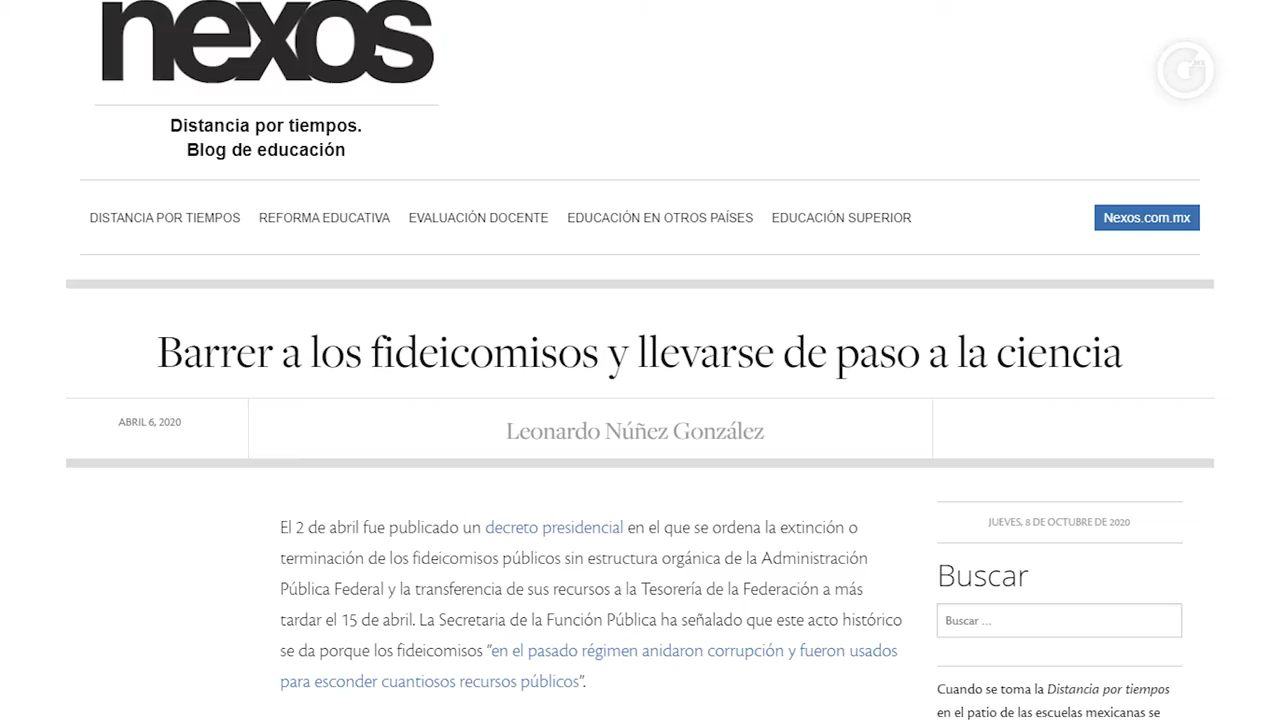 nexos
Distancia por tiempos.
Blog de educación
DISTANCIA POR TIEMPOS REFORMA EDUCATIVA EVALUACIÓN DOCENTE EDUCACIÓN EN OTROS PAÍSES EDUCACIÓN SUPERIOR Nexos.com.mx
Barrer a los fideicomisos y llevarse de paso a la ciencia
ABRIL 6, 2020
Leonardo Núñez González
El 2 de abril fue publicado un decreto presidencial en el que se ordena la extinción o
terminación de los fideicomisos públicos sin estructura orgánica de la Administración
Pública Federal y la transferencia de sus recursos a la Tesorería de la Federación a más
tardar el 15 de abril. La Secretaria de la Función Pública ha señalado que este acto histórico
se da porque los fideicomisos “en el pasado régimen anidaron corrupción y fueron usados
para esconder cuantiosos recursos públicos”.
JUEVES, 8 DE OCTUBRE DE 2020
Buscar
Buscar ...
Cuando se toma la Distancia por tiempos
en el patio de las escuelas mexicanas se